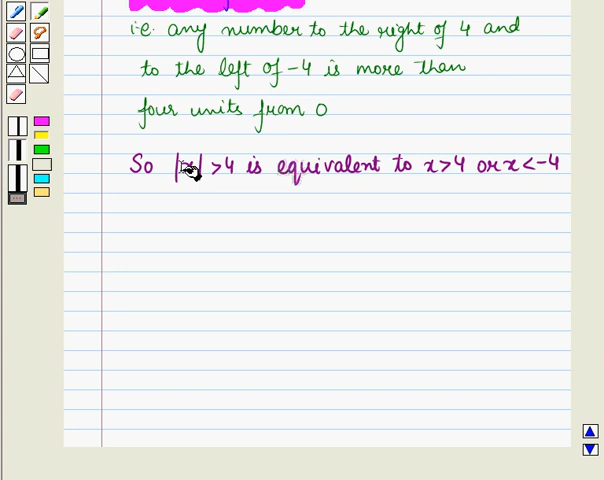 i.e. any number to the right of 4 and
to the left of -4 is more than
four units from 0
So |x| >4 is equivalent to x>4 or x<-4